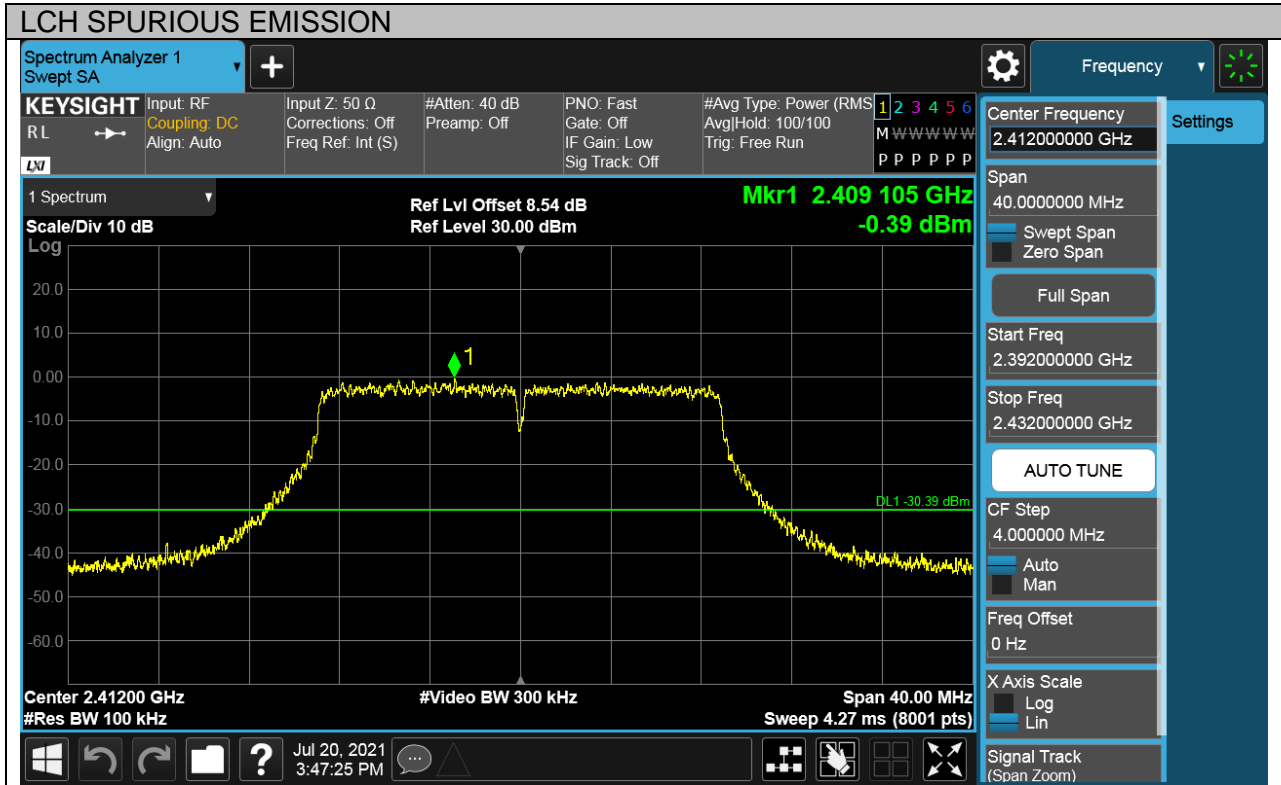 LCH SPURIOUS EMISSION
Spectrum Analyzer 1
Swept SA
+
Frequency
KEYSIGHT
RL
LXI
Input: RF
Coupling: DC
Align: Auto
Input Z: 50 Ω
Corrections: Off
Freq Ref: Int (S)
#Atten: 40 dB
Preamp: Off
PNO: Fast
Gate: Off
IF Gain: Low
Sig Track: Off
#Avg Type: Power (RMS
Avg|Hold: 100/100
Trig: Free Run
1 2 3 4 5 6
M W W W W W
P P P P P P
Center Frequency
2.412000000 GHz
Settings
Span
40.0000000 MHz
Swept Span
Zero Span
Full Span
Start Freq
2.392000000 GHz
Stop Freq
2.432000000 GHz
AUTO TUNE
CF Step
4.000000 MHz
Auto
Man
Freq Offset
0 Hz
X Axis Scale
Log
Lin
Signal Track
(Span Zoom)
1 Spectrum
Scale/Div 10 dB
Log
Ref Lvl Offset 8.54 dB
Ref Level 30.00 dBm
Mkr1 2.409 105 GHz
-0.39 dBm
20.0
10.0
0.00
-10.0
-20.0
-30.0
-40.0
-50.0
-60.0
1
DL1 -30.39 dBm
Center 2.41200 GHz
#Video BW 300 kHz
Span 40.00 MHz
#Res BW 100 kHz
Sweep 4.27 ms (8001 pts)
?
Jul 20, 2021
3:47:25 PM